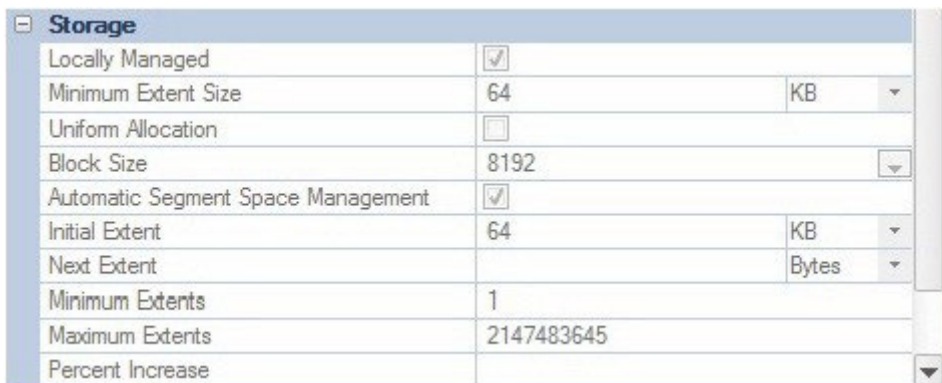 Storage
Locally Managed
Minimum Extent Size 64 KB
Uniform Allocation
Block Size 8192
Automatic Segment Space Management
Initial Extent 64 KB
Next Extent Bytes
Minimum Extents 1
Maximum Extents 2147483645
Percent Increase